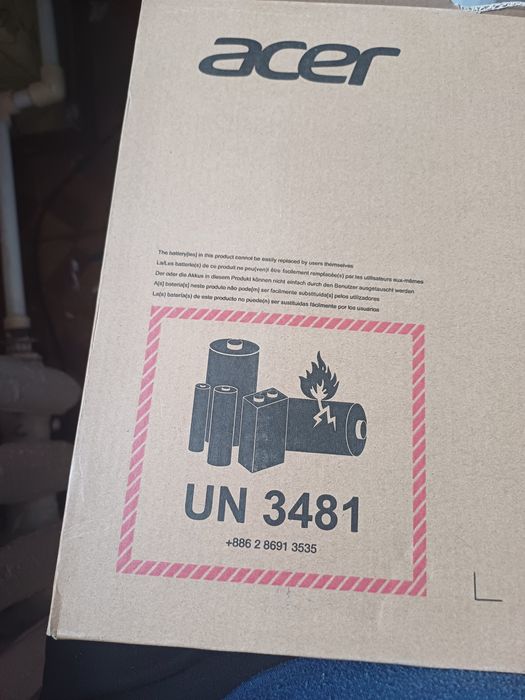 acer
The battery[ies] in this product cannot be easily replaced by users themselves
La/Les batterie(s) de ce produit ne peu(ven)t être facilement remplacée(s) par les utilisateurs eux-mêmes
Der oder die Akkus in diesem Produkt können nicht einfach durch den Benutzer ausgetauscht werden
A(s) bateria(s) neste produto não pode[m] ser facilmente substituída(s) pelos utilizadores
La(s) batería(s) de este producto no puede(n) ser sustituidas fácilmente por los usuarios
UN 3481
+886 2 8691 3535